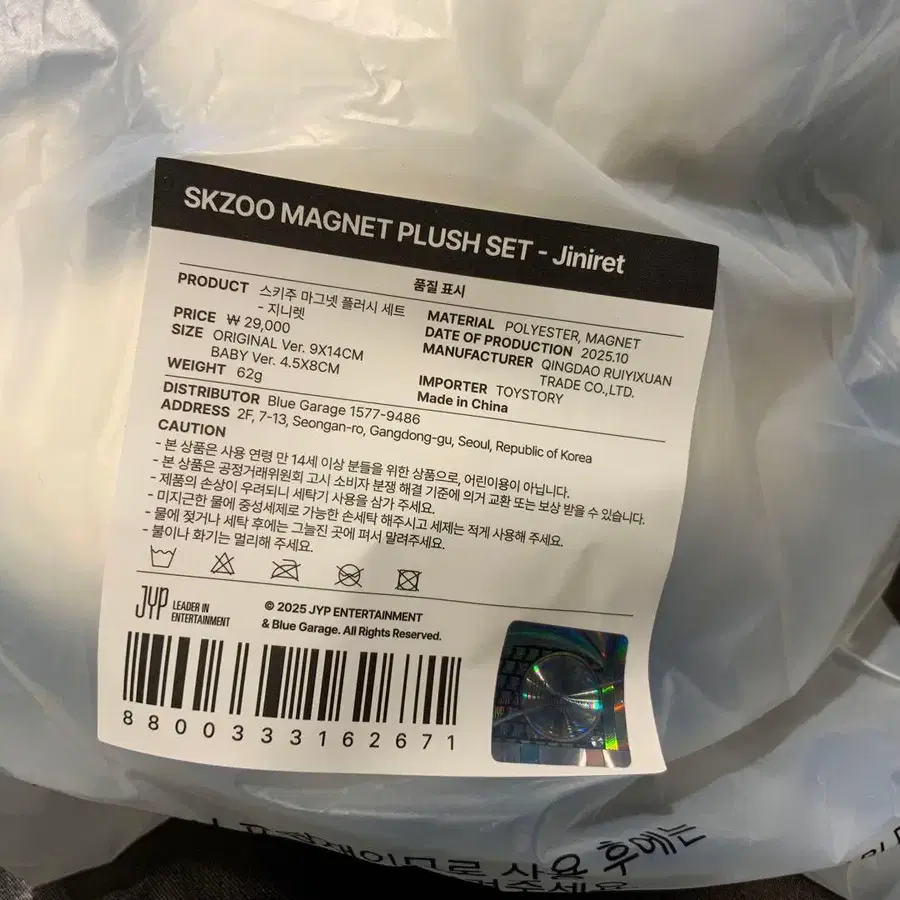 SKZOO MAGNET PLUSH SET - Jiniret
품질 표시
PRODUCT 스키주 마그넷 플러시 세트
- 지니렛
PRICE ₩ 29,000
SIZE ORIGINAL Ver. 9X14CM
BABY Ver. 4.5X8CM
WEIGHT 62g
MATERIAL POLYESTER, MAGNET
DATE OF PRODUCTION 2025.10
MANUFACTURER QINGDAO RUIYIXUAN
TRADE CO.,LTD.
IMPORTER TOYSTORY
Made in China
DISTRIBUTOR Blue Garage 1577-9486
ADDRESS 2F, 7-13, Seongan-ro, Gangdong-gu, Seoul, Republic of Korea
CAUTION
- 본 상품은 사용 연령 만 14세 이상 분들을 위한 상품으로, 어린이용이 아닙니다.
- 본 상품은 공정거래위원회 고시 소비자 분쟁 해결 기준에 의거 교환 또는 보상 받을 수 있습니다.
- 제품의 손상이 우려되니 세탁기 사용을 삼가 주세요.
- 미지근한 물에 중성세제로 가능한 손세탁 해주시고 세제는 적게 사용해 주세요.
- 물에 젖거나 세탁 후에는 그늘진 곳에 펴서 말려주세요.
- 불이나 화기는 멀리해 주세요.
JYP LEADER IN
ENTERTAINMENT
© 2025 JYP ENTERTAINMENT
& Blue Garage. All Rights Reserved.
8800333162671
사용 후에는